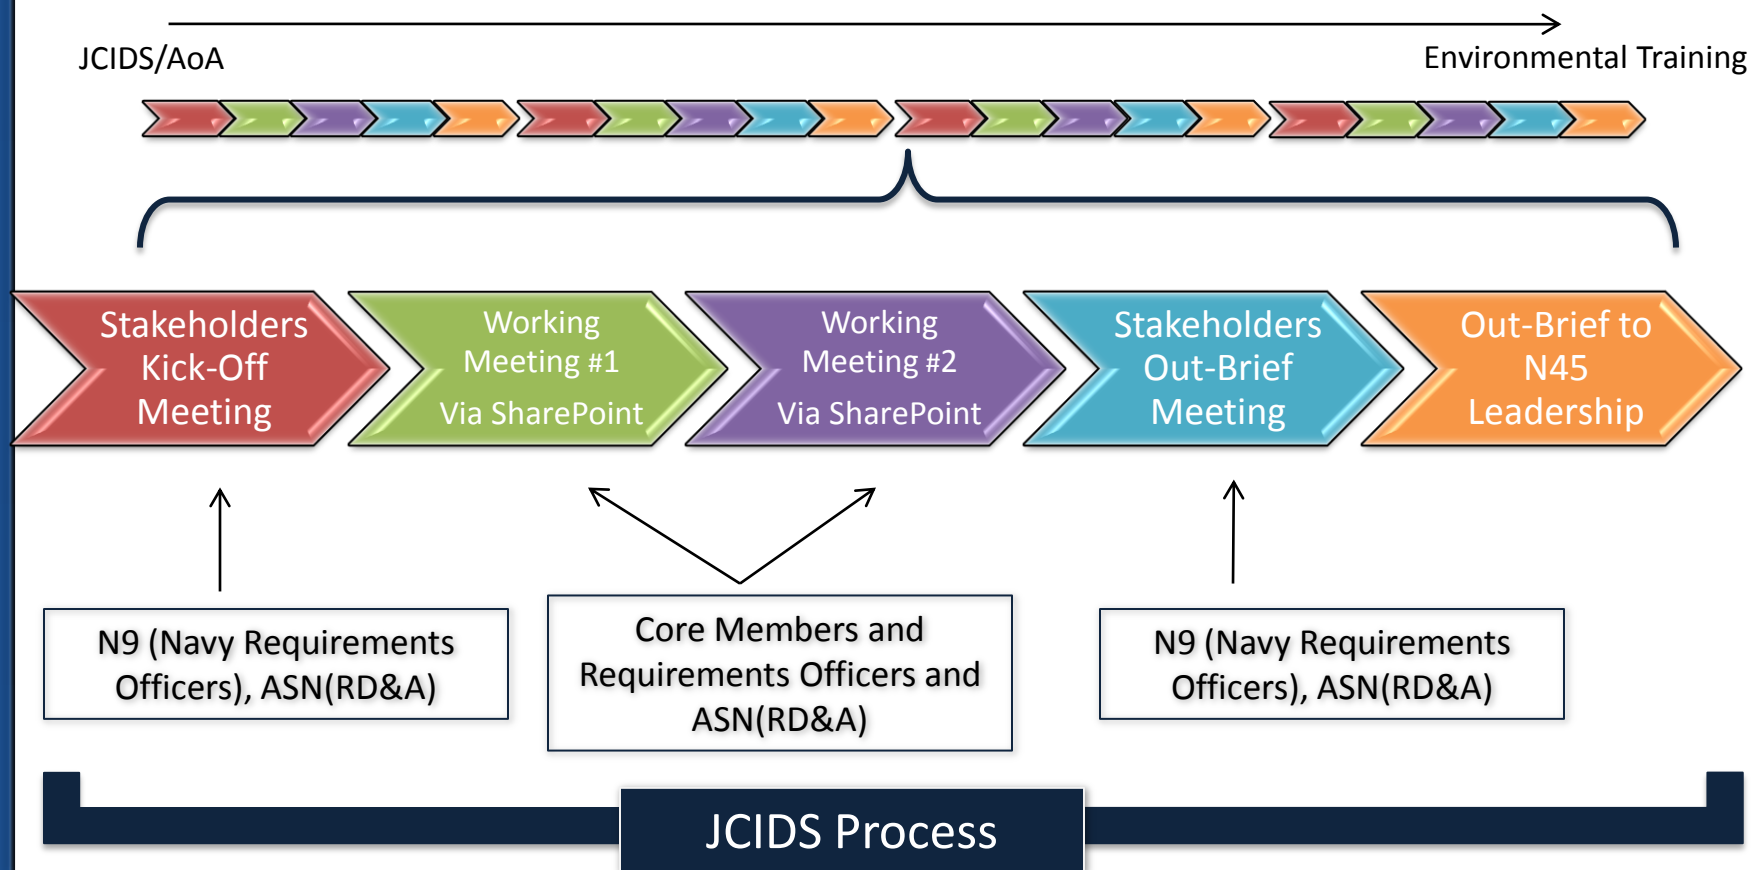 JCIDS/AoA
Environmental Training
Stakeholders
Kick-Off
Meeting
Working
Meeting #1
Via SharePoint
Working
Meeting #2
Via SharePoint
Stakeholders
Out-Brief
Meeting
Out-Brief to
N45
Leadership
N9 (Navy Requirements
Officers), ASN(RD&A)
Core Members and
Requirements Officers and
ASN(RD&A)
N9 (Navy Requirements
Officers), ASN(RD&A)
JCIDS Process